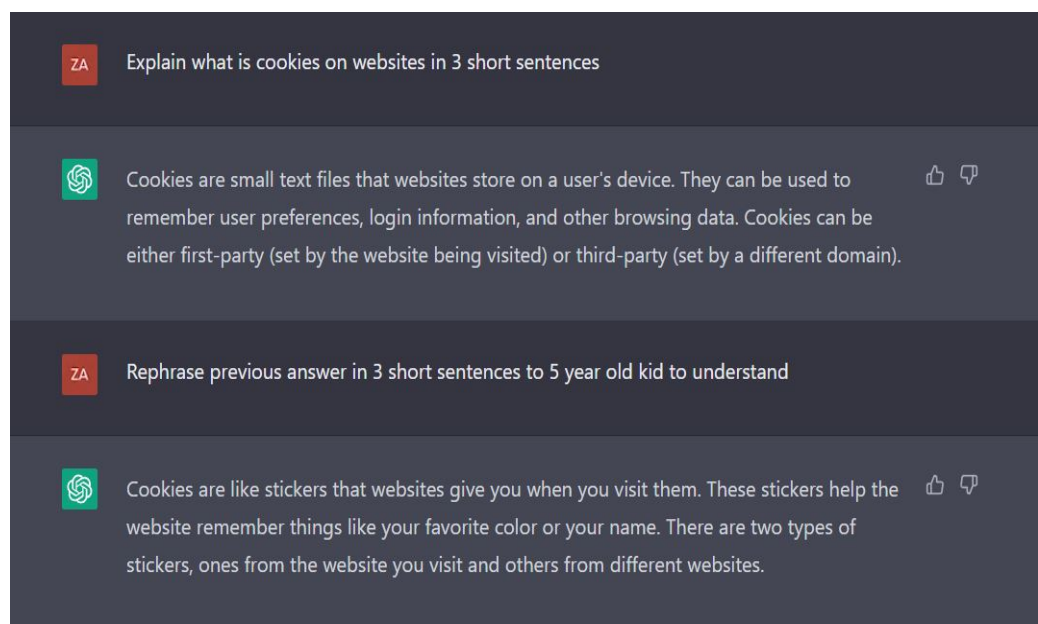 ZA
Explain what is cookies on websites in 3 short sentences
Cookies are small text files that websites store on a user's device. They can be used to
remember user preferences, login information, and other browsing data. Cookies can be
either first-party (set by the website being visited) or third-party (set by a different domain).
ZA
Rephrase previous answer in 3 short sentences to 5 year old kid to understand
Cookies are like stickers that websites give you when you visit them. These stickers help the
website remember things like your favorite color or your name. There are two types of
stickers, ones from the website you visit and others from different websites.